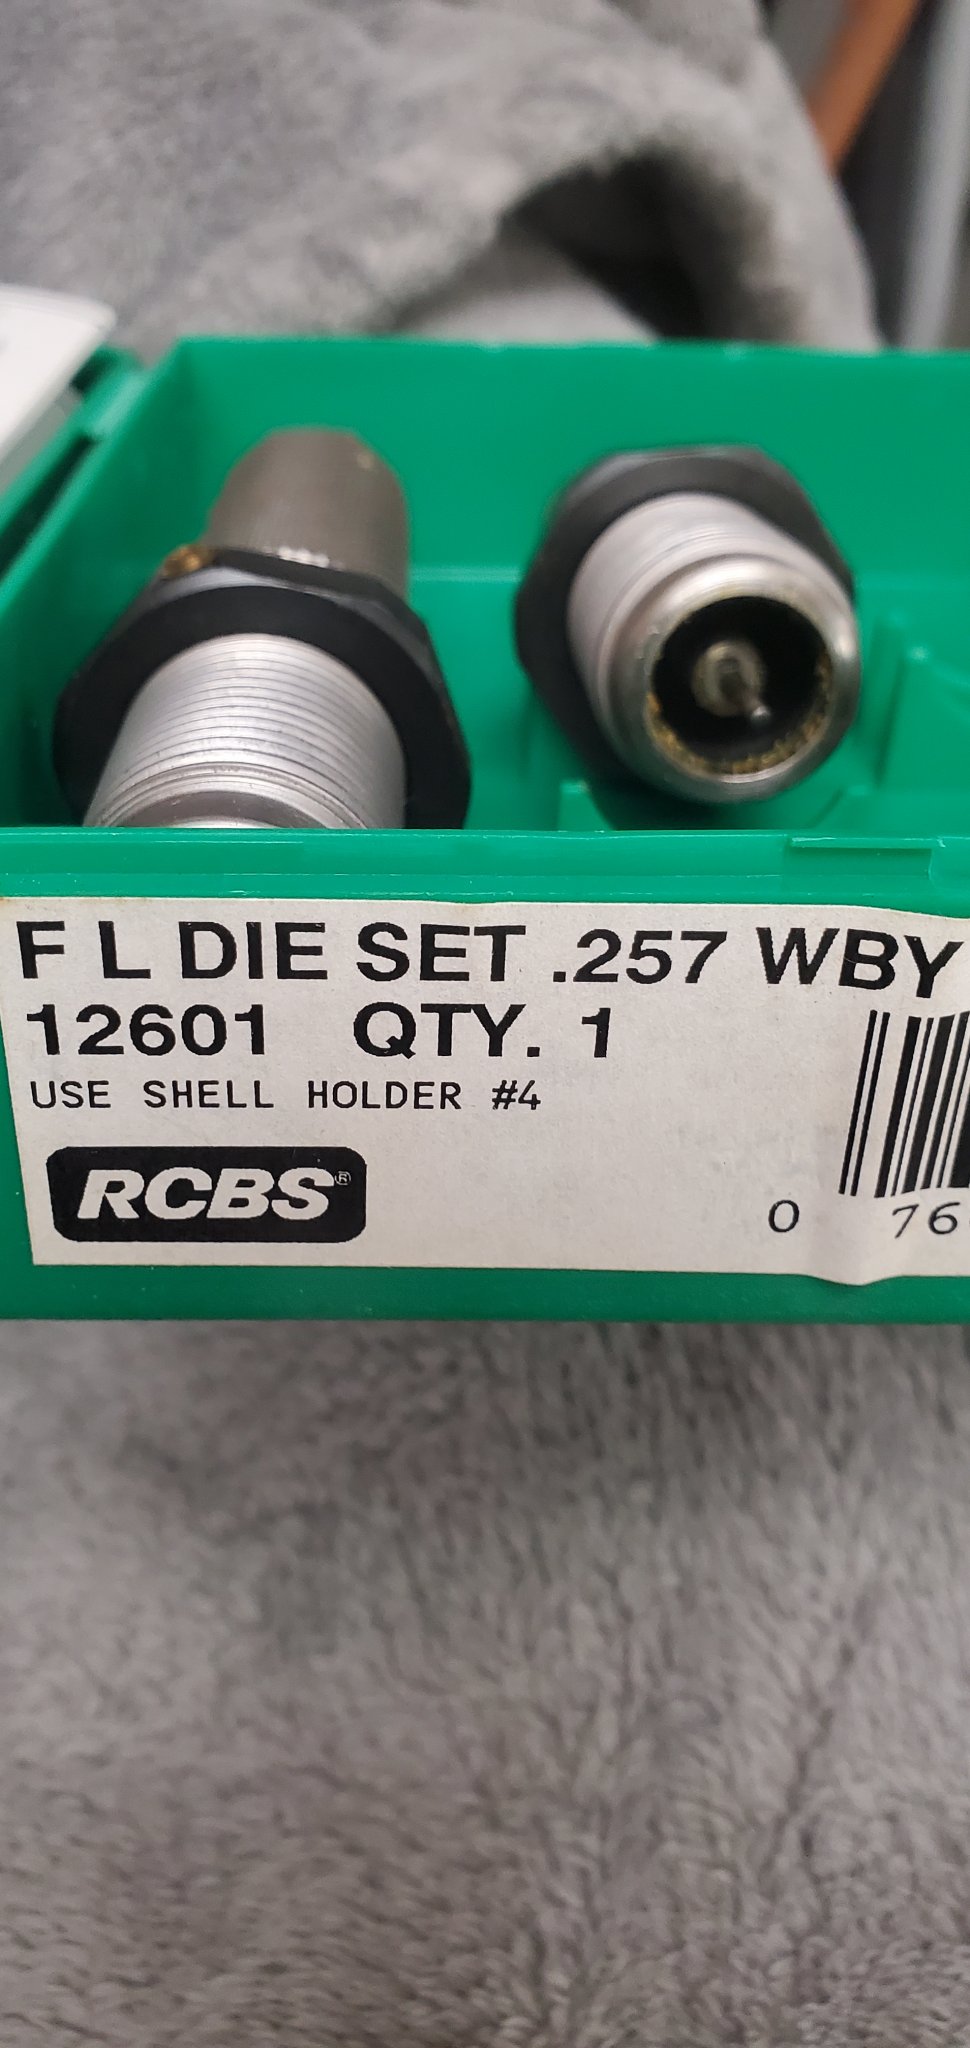 F L DIE SET .257 WBY
12601 QTY. 1
USE SHELL HOLDER #4
RCBS®
0 76